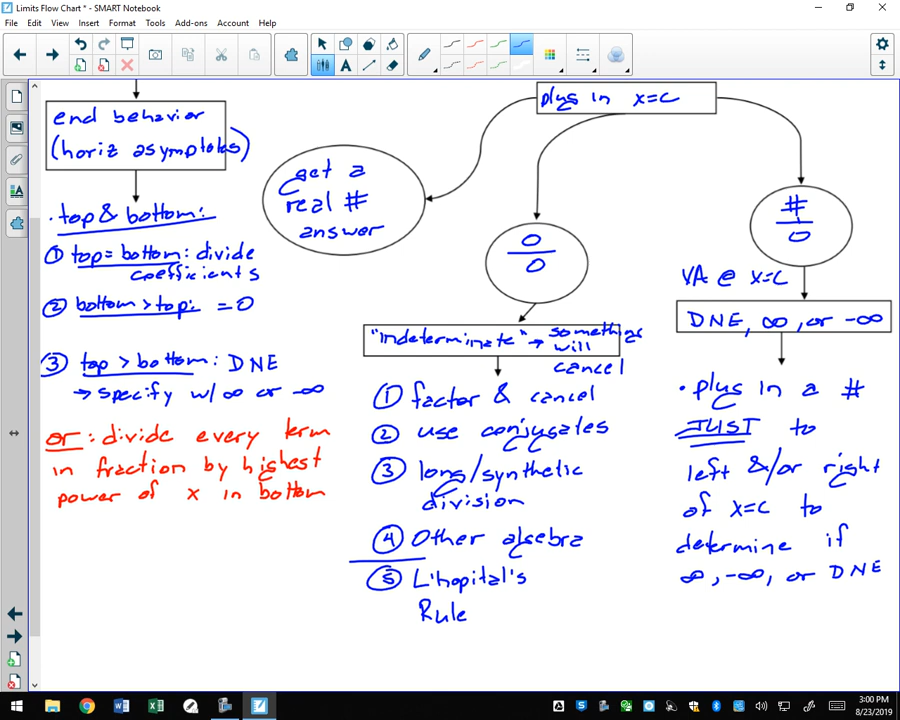 Limits Flow Chart * - SMART Notebook
File Edit View Insert Format Tools Add-ons Account Help
end behavior
(horiz asymptotes)
• top & bottom:
① top = bottom: divide
coefficients
② bottom > top: = 0
③ top > bottom: DNE
→ specify w/ ∞ or -∞
or: divide every term
in fraction by highest
power of x in bottom
plug in x=c
get a
real #
answer
0
0
"indeterminate" → something
will
cancel
① factor & cancel
② use conjugates
③ long/synthetic
division
④ Other algebra
⑤ L'hopital's
Rule
#
0
VA @ x=c
DNE, ∞, or -∞
• plug in a #
JUST to
left &/or right
of x=c to
determine if
∞, -∞, or DNE
3:00 PM
8/23/2019